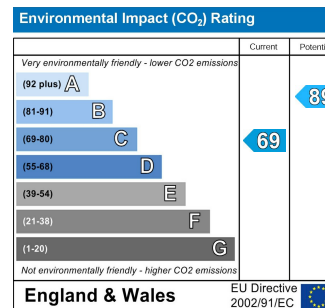 Environmental Impact (CO₂) Rating
Current
Very environmentally friendly - lower CO2 emissions
(92 plus) A
(81-91) B
(69-80) C
(55-68) D
(39-54) E
(21-38) F
(1-20) G
69
89
Not environmentally friendly - higher CO2 emissions
England & Wales
EU Directive
2002/91/EC